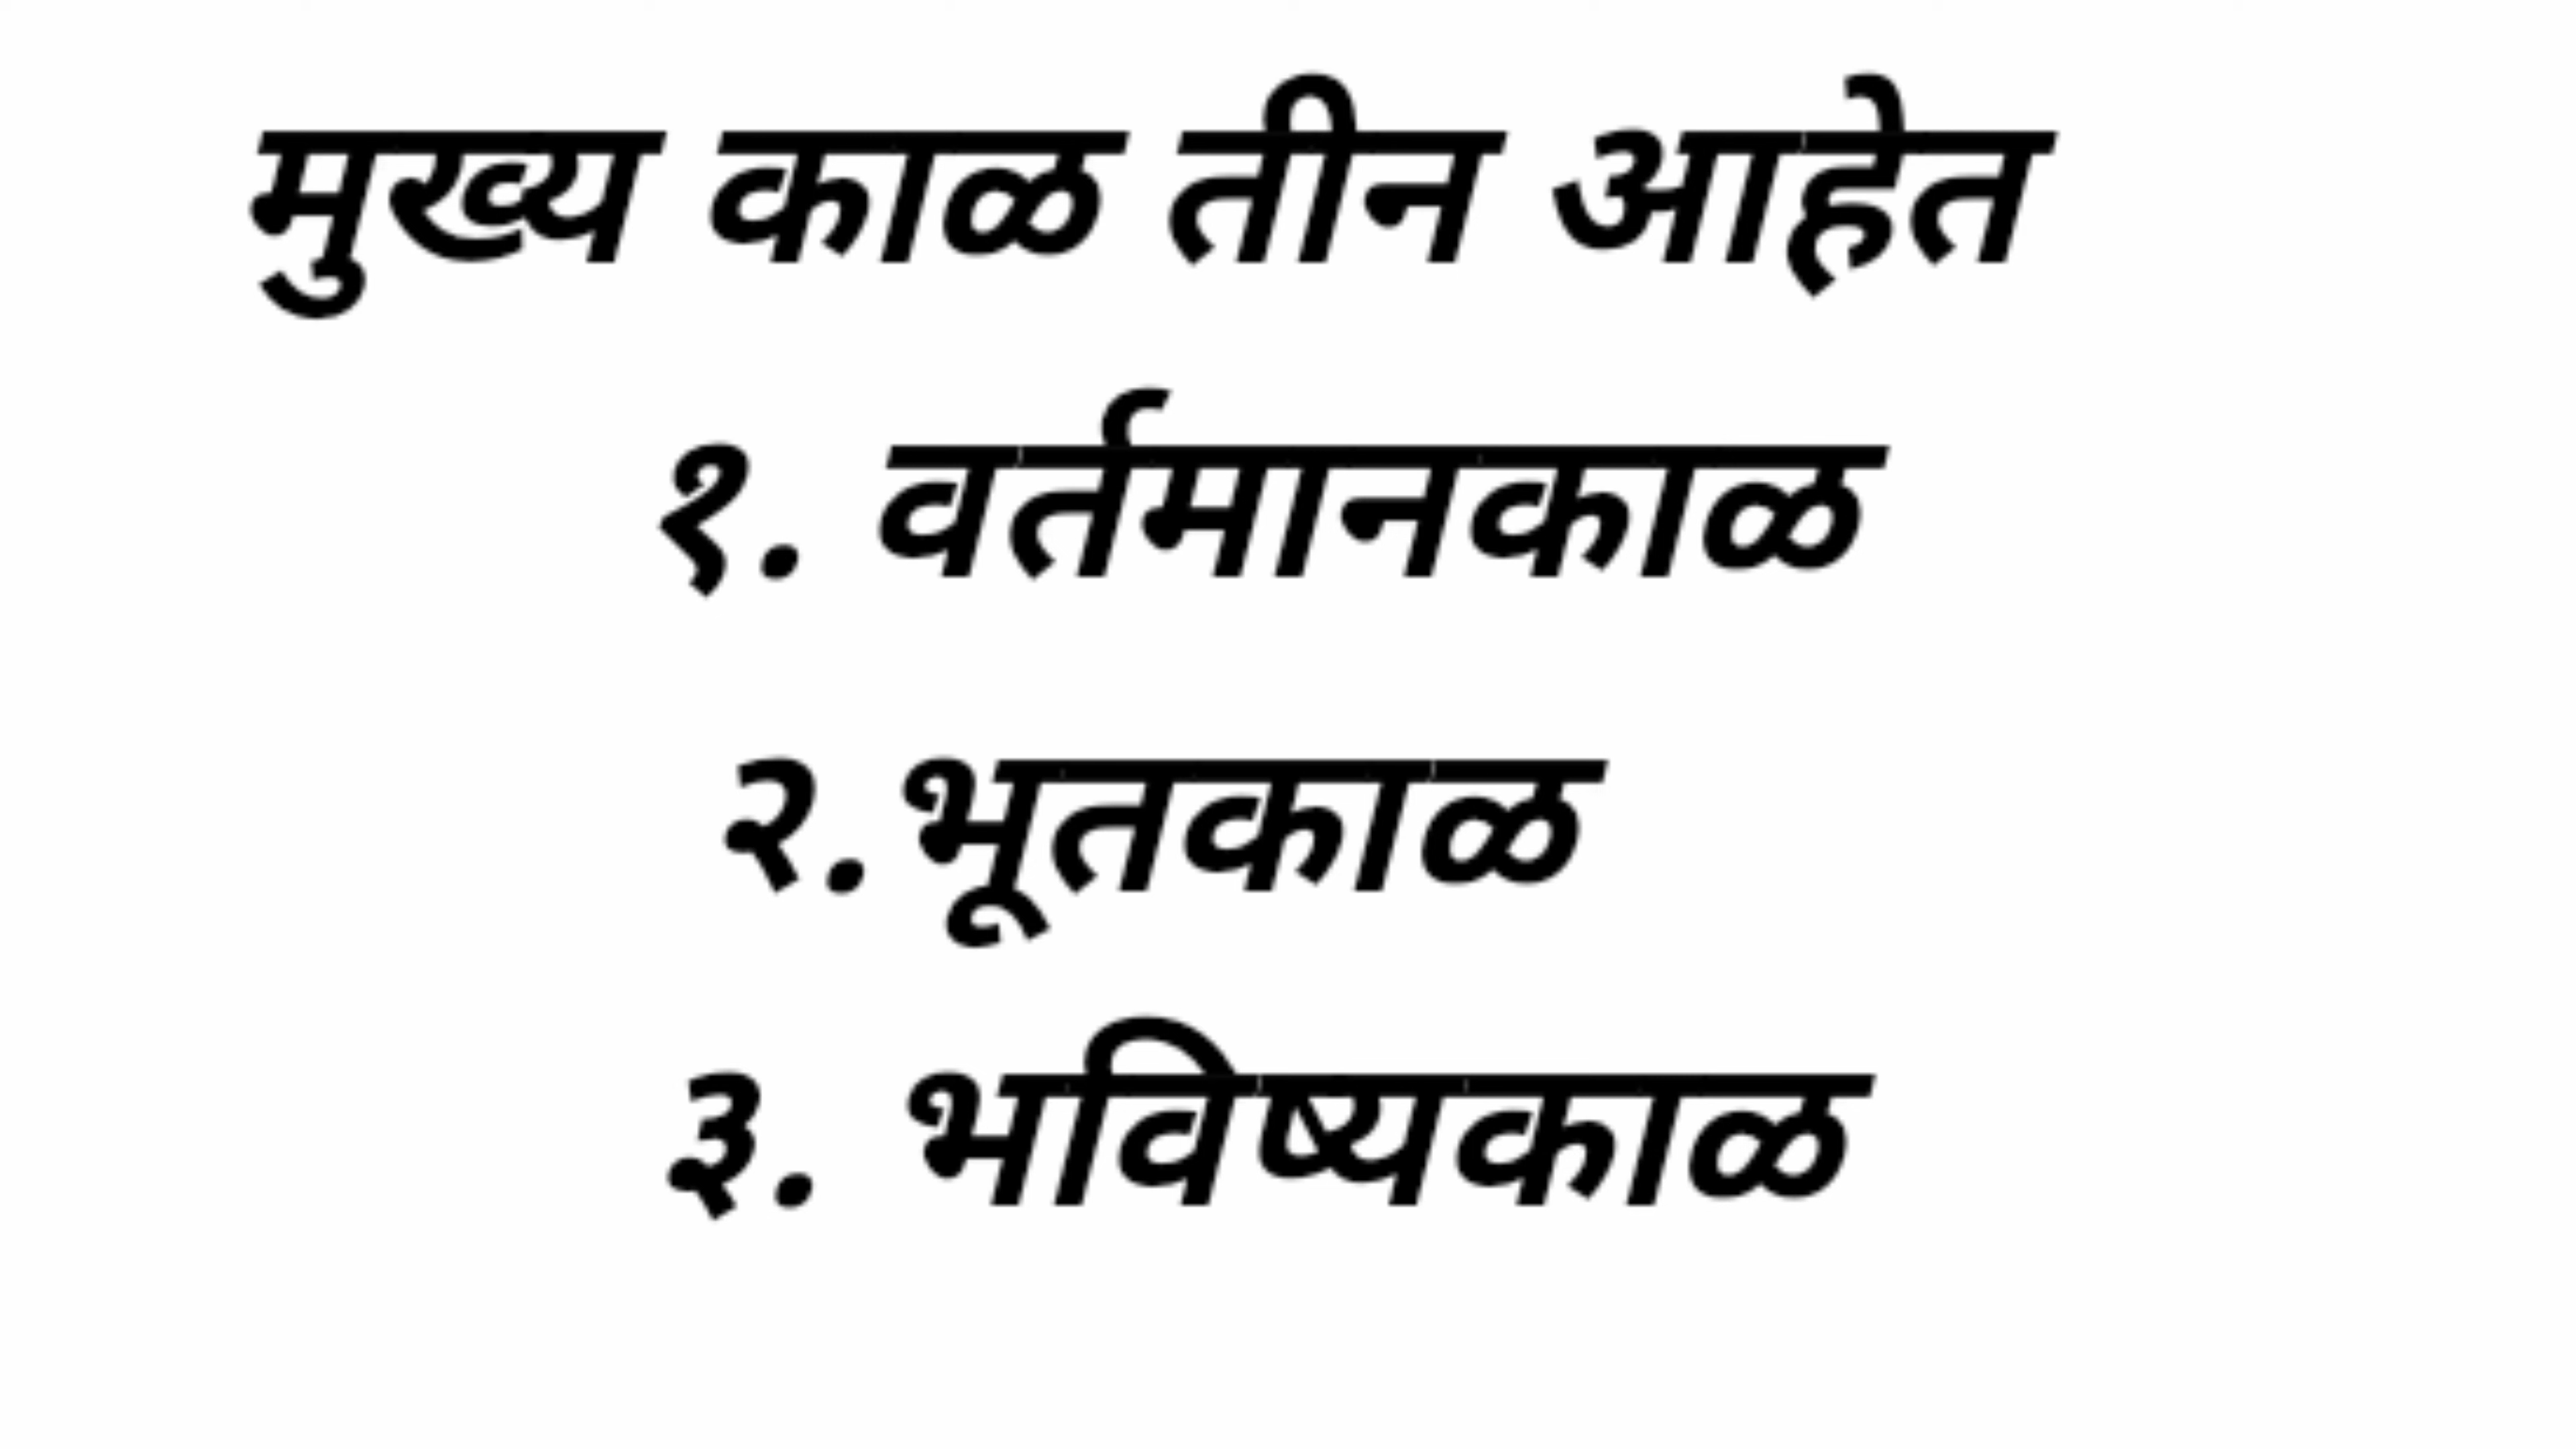 मुख्य काळ तीन आहेत
१. वर्तमानकाळ
२.भूतकाळ
३. भविष्यकाळ